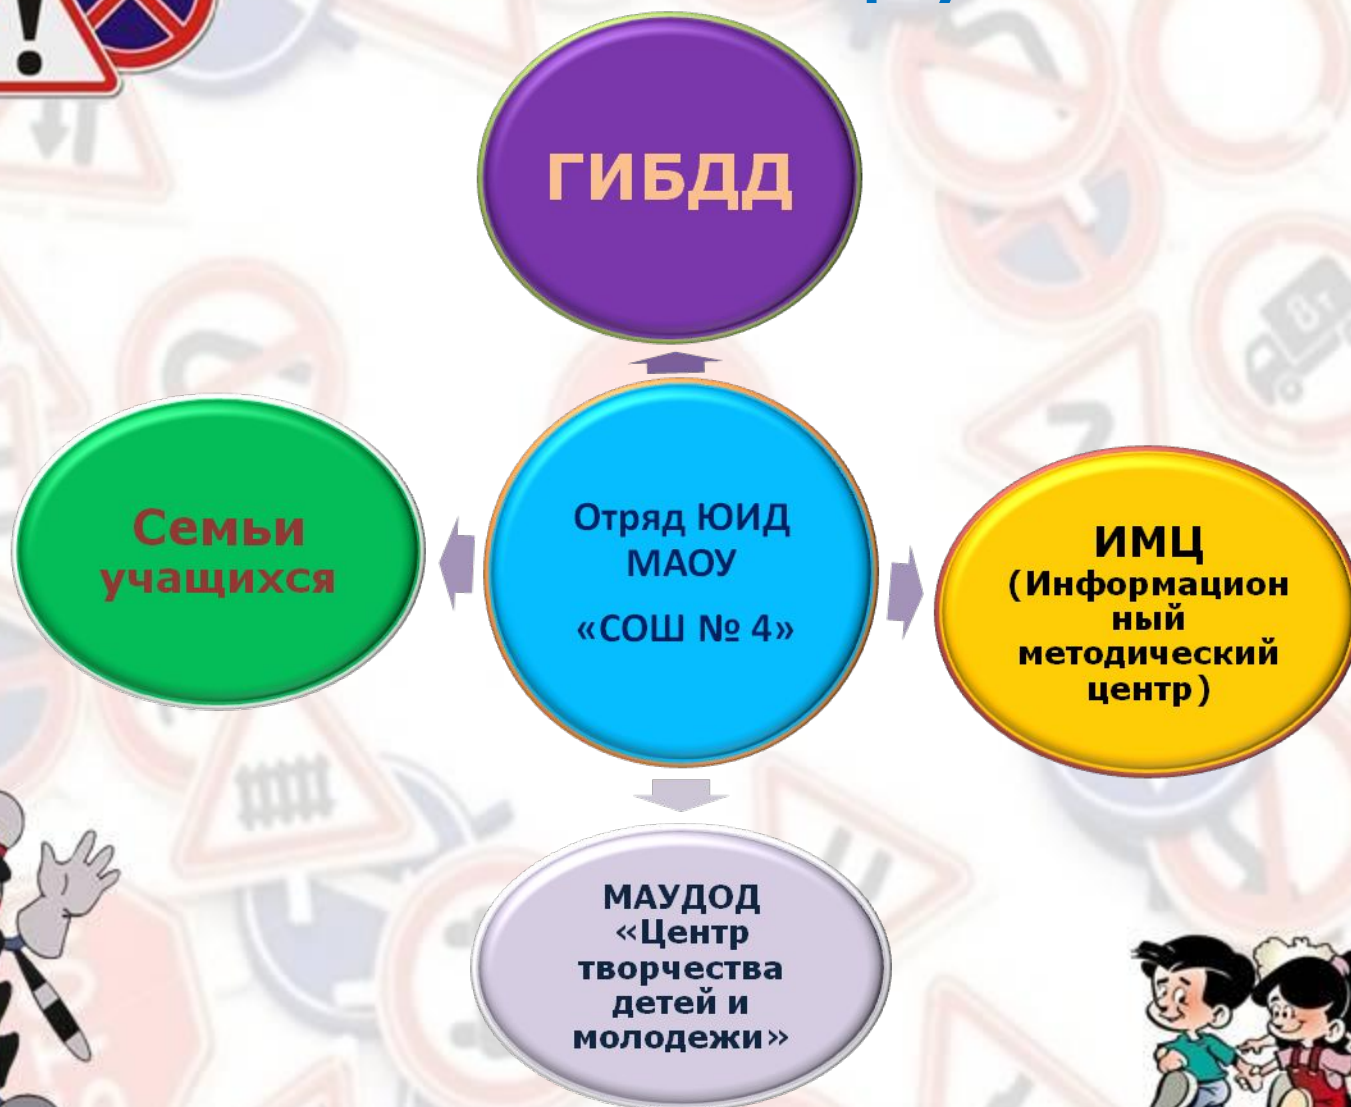 ГИБДД
Семьи
учащихся
Отряд ЮИД
МАОУ
«СОШ № 4»
ИМЦ
(Информацион
ный
методический
центр)
МАУДОД
«Центр
творчества
детей и
молодежи»